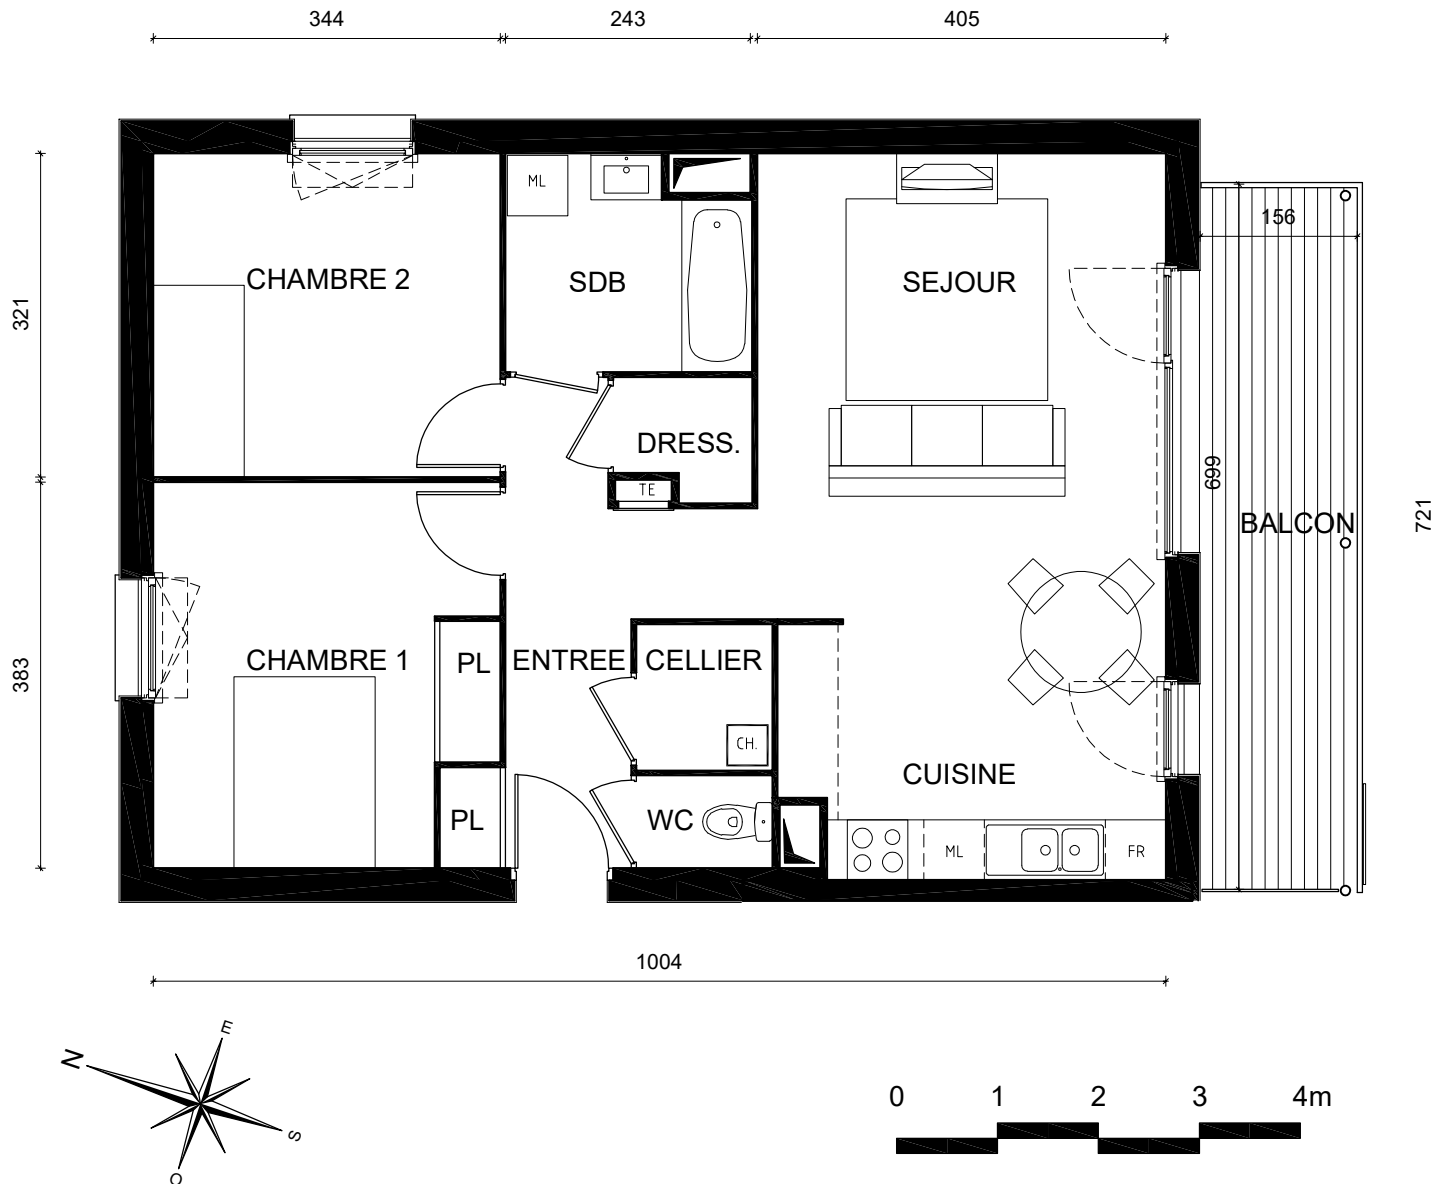 344 243 405
ML
156
CHAMBRE 2 SDB SEJOUR
321
DRESS.
TE
699
721
BALCON
CHAMBRE 1 PL ENTREE CELLIER
383
CH.
CUISINE
PL WC
ML FR
1004
E
N
S
O
0 1 2 3 4m